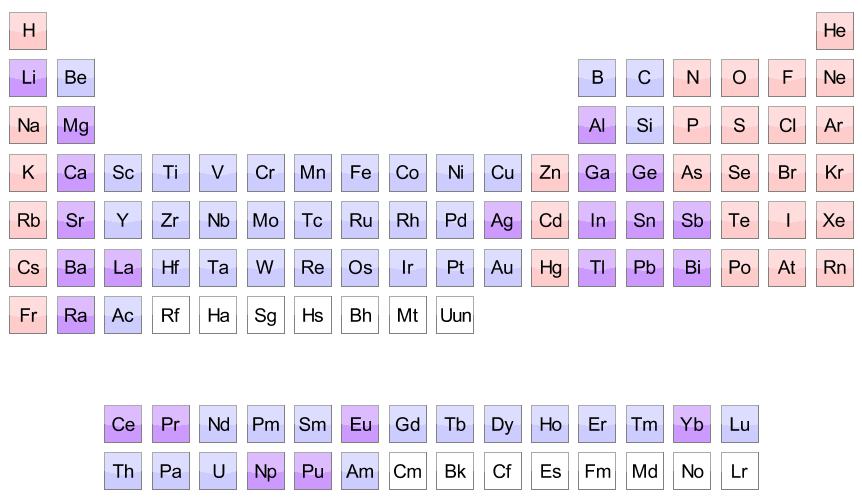 H He
Li Be B C N O F Ne
Na Mg Al Si P S Cl Ar
K Ca Sc Ti V Cr Mn Fe Co Ni Cu Zn Ga Ge As Se Br Kr
Rb Sr Y Zr Nb Mo Tc Ru Rh Pd Ag Cd In Sn Sb Te I Xe
Cs Ba La Hf Ta W Re Os Ir Pt Au Hg Tl Pb Bi Po At Rn
Fr Ra Ac Rf Ha Sg Hs Bh Mt Uun
Ce Pr Nd Pm Sm Eu Gd Tb Dy Ho Er Tm Yb Lu
Th Pa U Np Pu Am Cm Bk Cf Es Fm Md No Lr